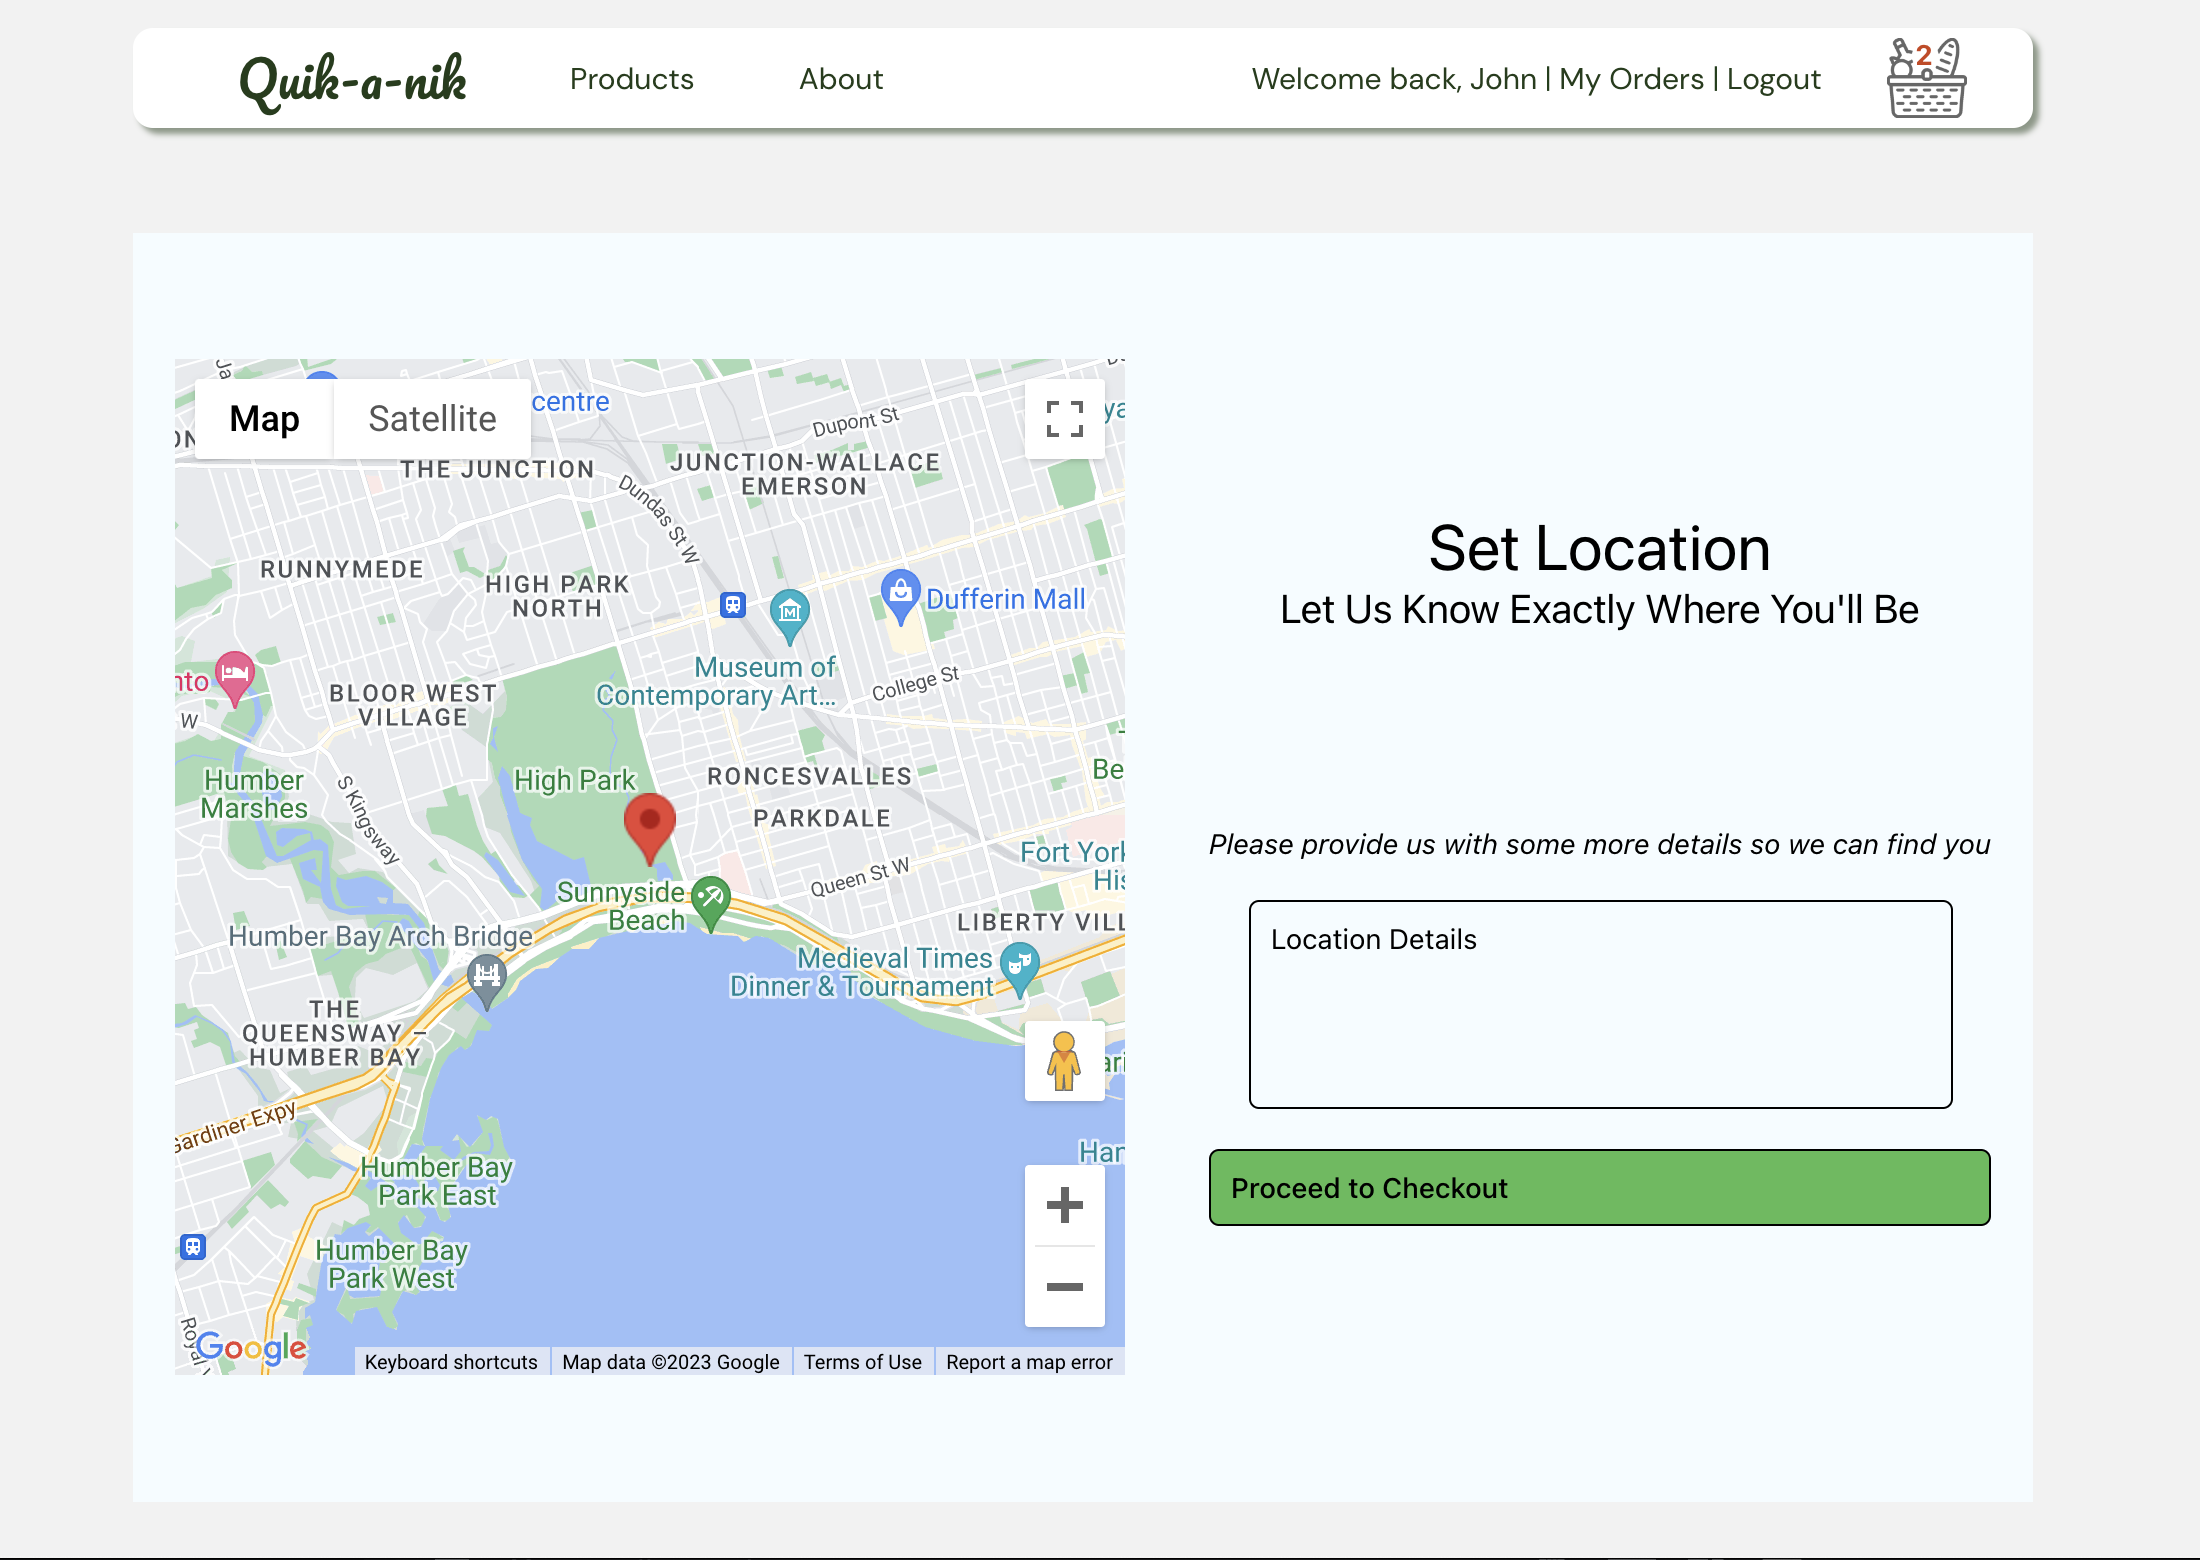 Quik-a-nik
Products
About
Welcome back, John | My Orders | Logout
2
Map
Satellite
centre
Dupont St
THE JUNCTION
JUNCTION-WALLACE
EMERSON
Dundas St W
RUNNYMEDE
HIGH PARK
NORTH
Dufferin Mall
Museum of
Contemporary Art...
College St
BLOOR WEST
VILLAGE
W
Humber
Marshes
S Kingsway
High Park
RONCESVALLES
PARKDALE
Queen St W
Fort York
Sunnyside
Beach
LIBERTY VILL
Humber Bay Arch Bridge
Medieval Times
Dinner & Tournament
THE
QUEENSWAY –
HUMBER BAY
Gardiner Expy
Humber Bay
Park East
Humber Bay
Park West
Royal
Google
Keyboard shortcuts
Map data ©2023 Google
Terms of Use
Report a map error
Set Location
Let Us Know Exactly Where You'll Be
Please provide us with some more details so we can find you
Location Details
Proceed to Checkout